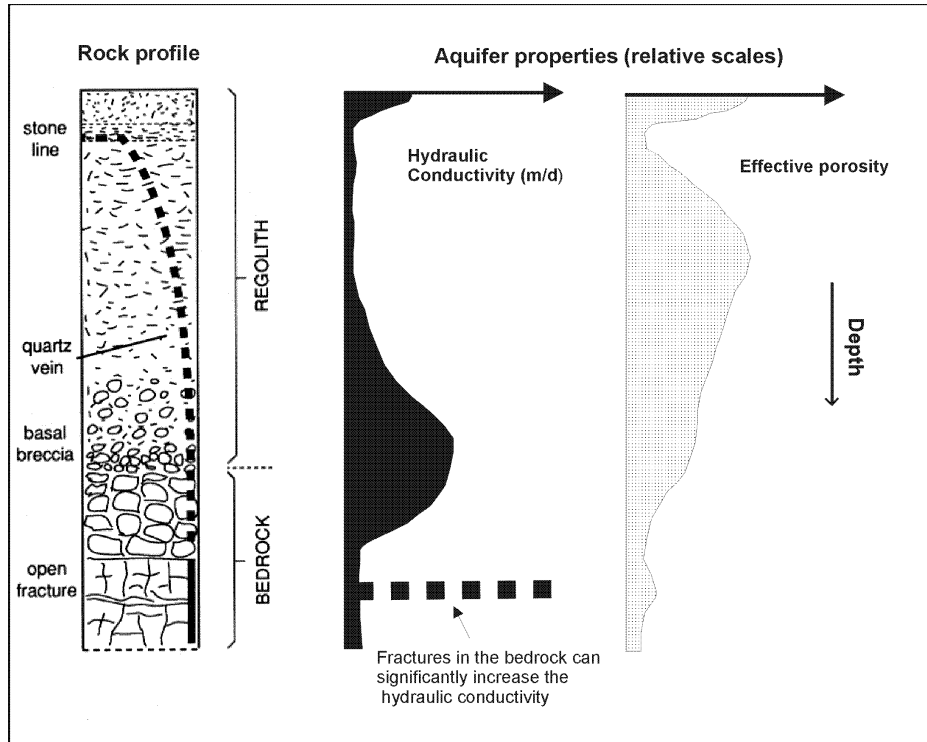 Rock profile
Aquifer properties (relative scales)
stone
line
Hydraulic
Conductivity (m/d)
Effective porosity
REGOLITH
Depth
quartz
vein
basal
breccia
BEDROCK
open
fracture
Fractures in the bedrock can
significantly increase the
hydraulic conductivity